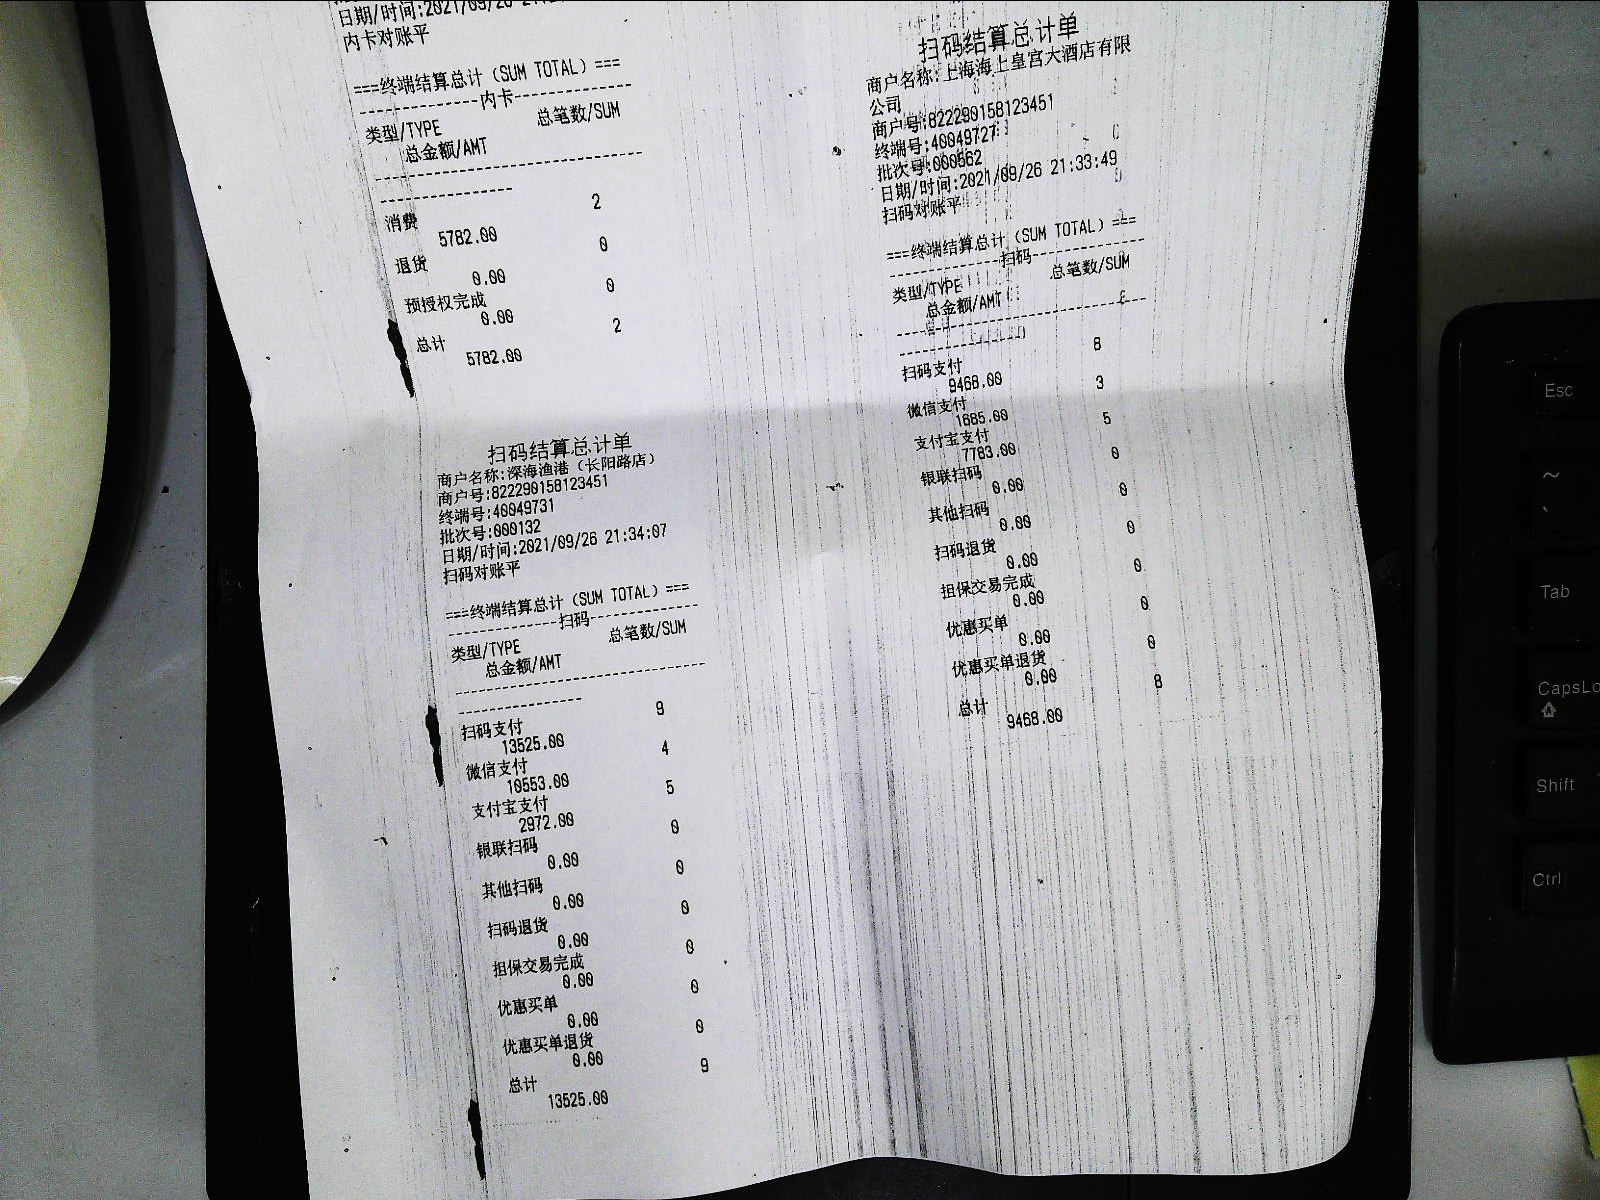 日期/时间:2021/09/26
内卡对账平
===终端结算总计（SUM TOTAL）===
-------------内卡-------------
类型/TYPE 总笔数/SUM
总金额/AMT
------------------------------
---------------
消费 2
5782.00
退货 0
0.00
预授权完成 0
0.00
总计 2
5782.00
扫码结算总计单
商户名称:深海渔港（长阳路店）
商户号:822290158123451
终端号:40049731
批次号:000132
日期/时间:2021/09/26 21:34:07
扫码对账平
===终端结算总计（SUM TOTAL）===
-------------扫码-------------
类型/TYPE 总笔数/SUM
总金额/AMT
------------------------------
---------------
扫码支付 9
13525.00
微信支付 4
10553.00
支付宝支付 5
2972.00
银联扫码 0
0.00
其他扫码 0
0.00
扫码退货 0
0.00
担保交易完成 0
0.00
优惠买单 0
0.00
优惠买单退货 0
0.00
总计 9
13525.00
扫码结算总计单
商户名称:上海海上皇宫大酒店有限
公司
商户号:822290158123451
终端号:40049727
批次号:000562
日期/时间:2021/09/26 21:33:49
扫码对账平
===终端结算总计（SUM TOTAL）===
-------------扫码-------------
类型/TYPE 总笔数/SUM
总金额/AMT
------------------------------
---------------
扫码支付 8
9468.00
微信支付 3
1685.00
支付宝支付 5
7783.00
银联扫码 0
0.00
其他扫码 0
0.00
扫码退货 0
0.00
担保交易完成 0
0.00
优惠买单 0
0.00
优惠买单退货 0
0.00
总计 8
9468.00
Esc
~
`
Tab
CapsLo
Shift
Ctrl